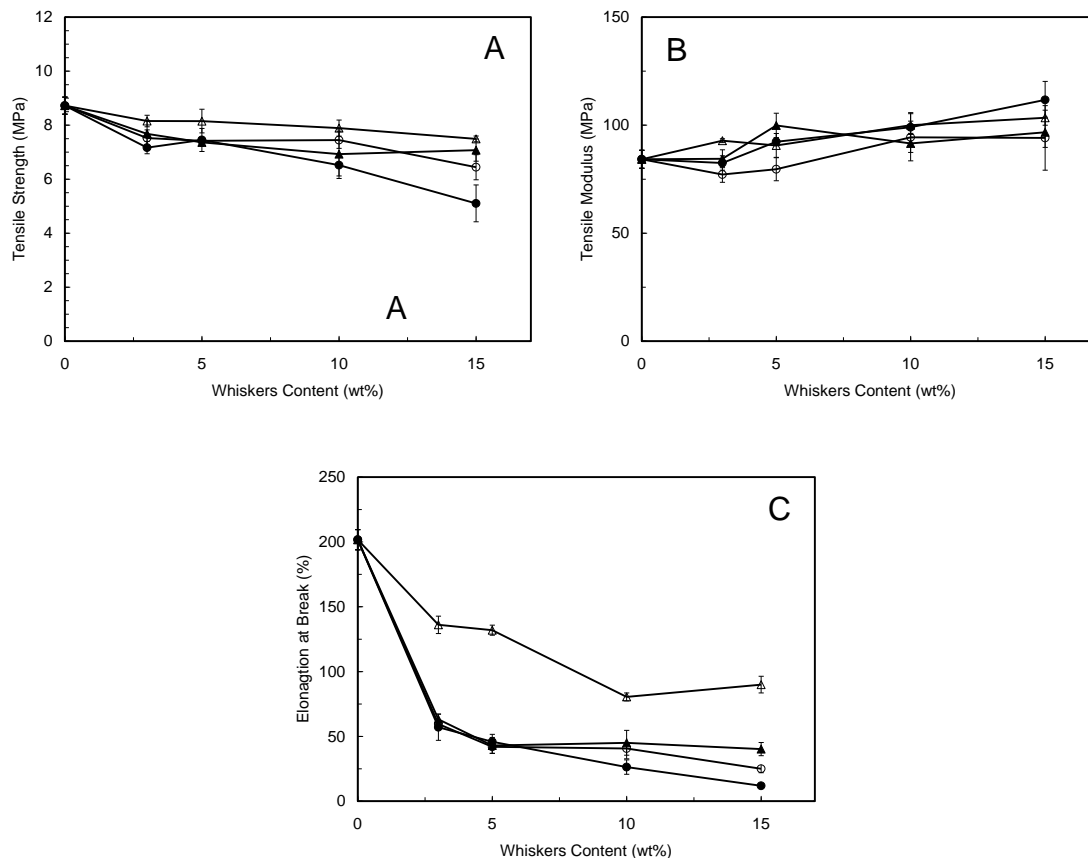 A
12
10
8
6
4
2
0
Tensile Strength (MPa)
A
0 5 10 15
Whiskers Content (wt%)
B
150
100
50
0
Tensile Modulus (MPa)
0 5 10 15
Whiskers Content (wt%)
C
250
200
150
100
50
0
Elonagtion at Break (%)
0 5 10 15
Whiskers Content (wt%)